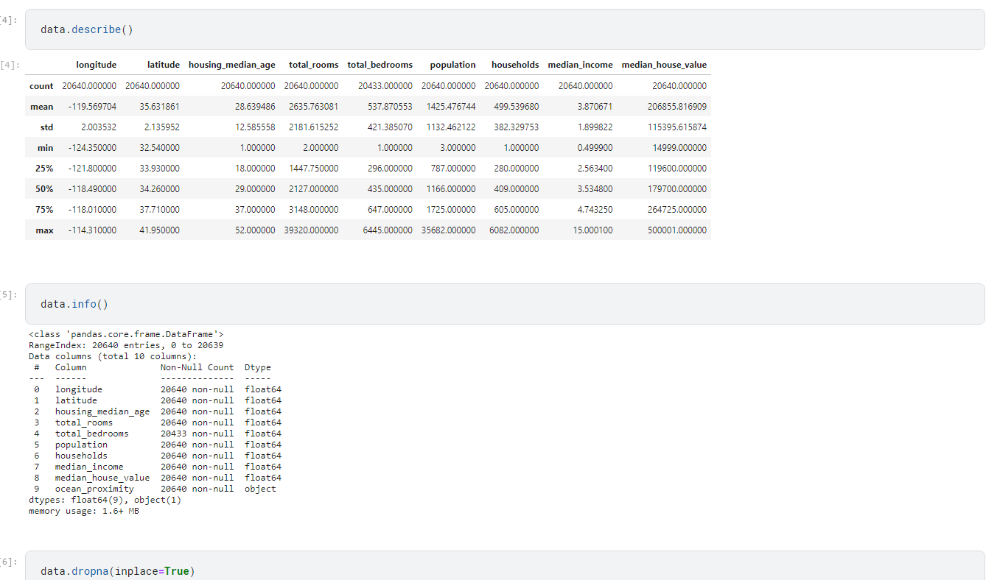 [4]:
data.describe()
[4]:
longitude latitude housing_median_age total_rooms total_bedrooms population households median_income median_house_value
count 20640.000000 20640.000000 20640.000000 20640.000000 20433.000000 20640.000000 20640.000000 20640.000000 20640.000000
mean -119.569704 35.631861 28.639486 2635.763081 537.870553 1425.476744 499.539680 3.870671 206855.816909
std 2.003532 2.135952 12.585558 2181.615252 421.385070 1132.462122 382.329753 1.899822 115395.615874
min -124.350000 32.540000 1.000000 2.000000 1.000000 3.000000 1.000000 0.499900 14999.000000
25% -121.800000 33.930000 18.000000 1447.750000 296.000000 787.000000 280.000000 2.563400 119600.000000
50% -118.490000 34.260000 29.000000 2127.000000 435.000000 1166.000000 409.000000 3.534800 179700.000000
75% -118.010000 37.710000 37.000000 3148.000000 647.000000 1725.000000 605.000000 4.743250 264725.000000
max -114.310000 41.950000 52.000000 39320.000000 6445.000000 35682.000000 6082.000000 15.000100 500001.000000
[5]:
data.info()
<class 'pandas.core.frame.DataFrame'>
RangeIndex: 20640 entries, 0 to 20639
Data columns (total 10 columns):
 #   Column              Non-Null Count  Dtype
---  ------              --------------  -----
 0   longitude           20640 non-null  float64
 1   latitude            20640 non-null  float64
 2   housing_median_age  20640 non-null  float64
 3   total_rooms         20640 non-null  float64
 4   total_bedrooms      20433 non-null  float64
 5   population          20640 non-null  float64
 6   households          20640 non-null  float64
 7   median_income       20640 non-null  float64
 8   median_house_value  20640 non-null  float64
 9   ocean_proximity     20640 non-null  object
dtypes: float64(9), object(1)
memory usage: 1.6+ MB
[6]:
data.dropna(inplace=True)